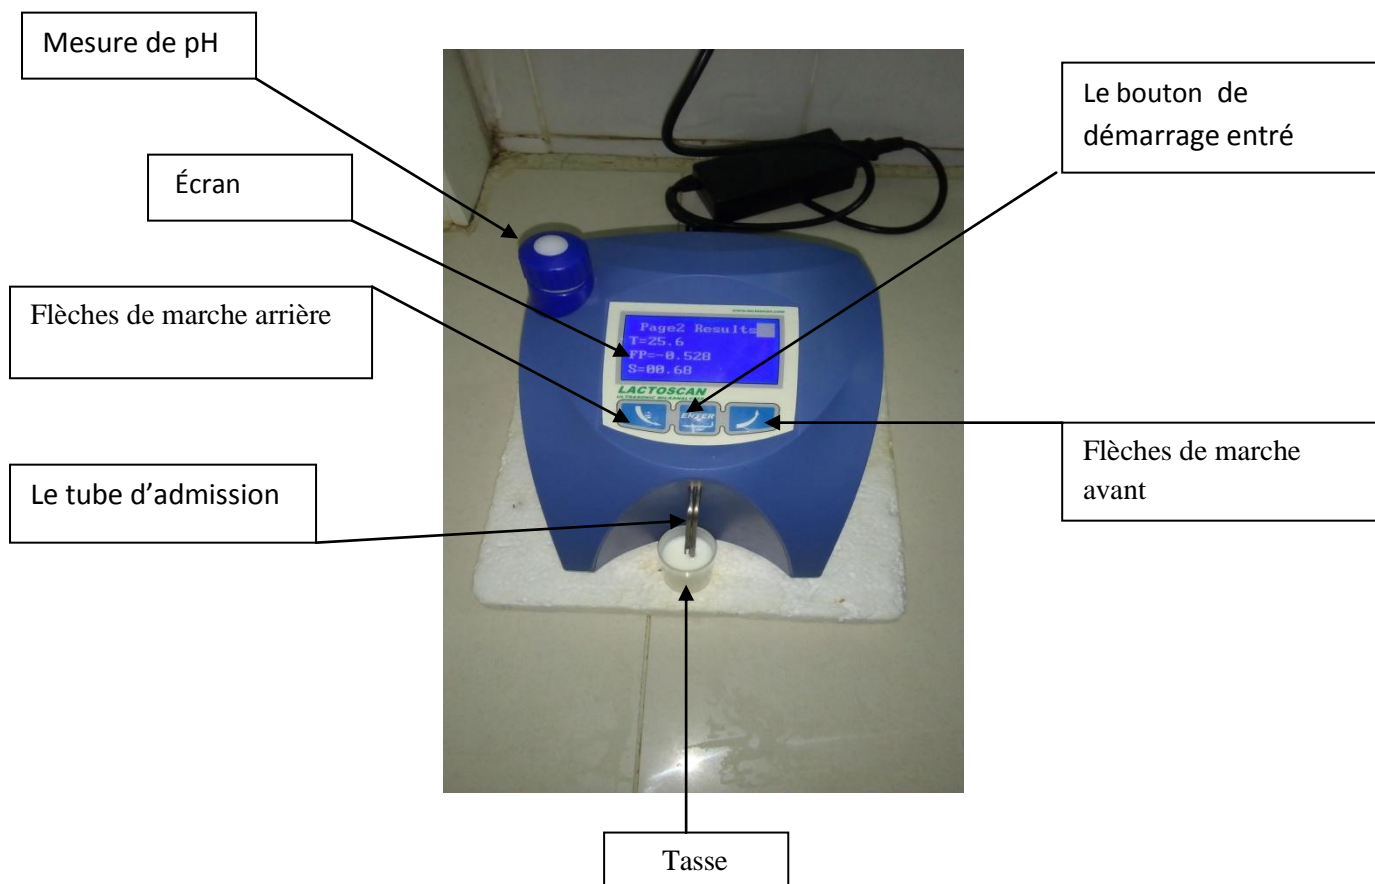 Mesure de pH
Le bouton de
démarrage entré
Écran
Flèches de marche arrière
Page2 Results
T=25.6
FP=-0.528
S=00.68
LACTOSCAN
ENTER
Flèches de marche
avant
Le tube d’admission
Tasse